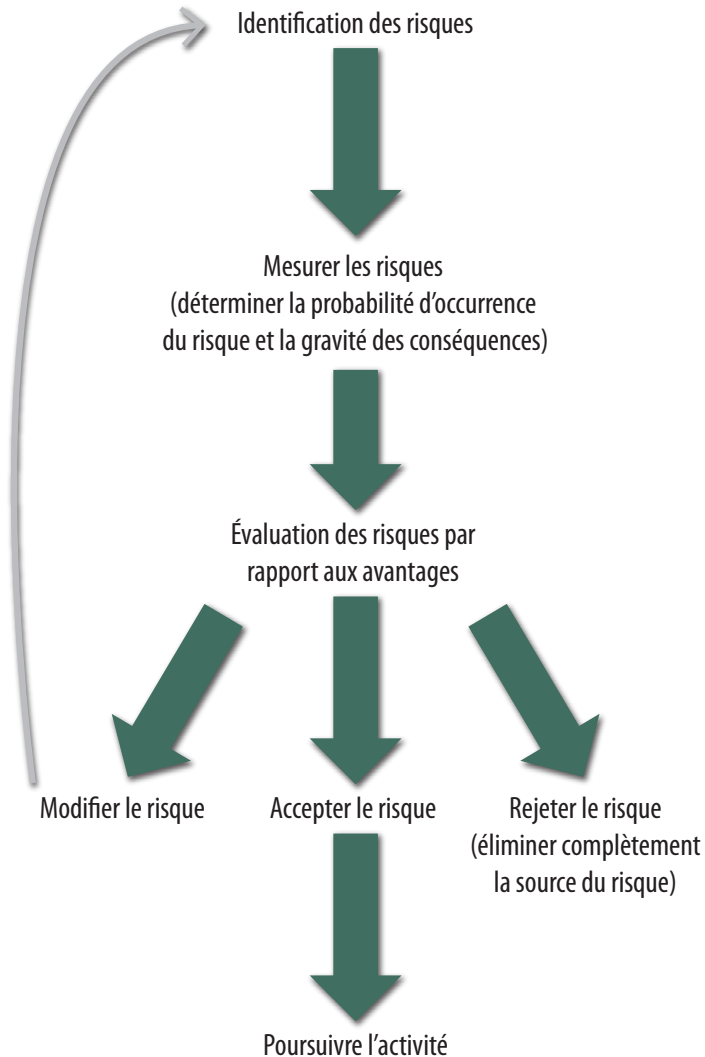 Identification des risques
Mesurer les risques
(déterminer la probabilité d’occurrence
du risque et la gravité des conséquences)
Évaluation des risques par
rapport aux avantages
Modifier le risque
Accepter le risque
Rejeter le risque
(éliminer complètement
la source du risque)
Poursuivre l’activité